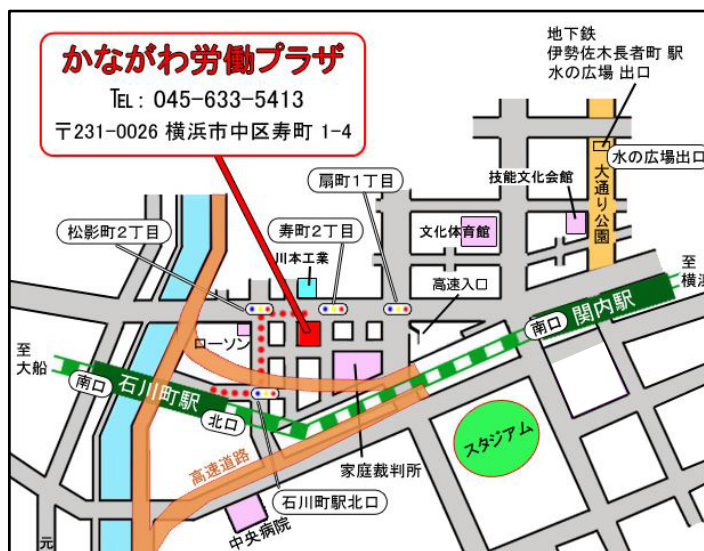 かながわ労働プラザ
TEL: 045-633-5413
〒231-0026 横浜市中区寿町 1-4
地下鉄
伊勢佐木長者町 駅
水の広場 出口
水の広場出口
大通り公園
技能文化会館
扇町1丁目
松影町2丁目
寿町2丁目
文化体育館
川本工業
高速入口
至
横浜
関内駅
南口
ローソン
至
大船
南口
石川町駅
北口
スタジアム
家庭裁判所
高速道路
石川町駅北口
中央病院
元